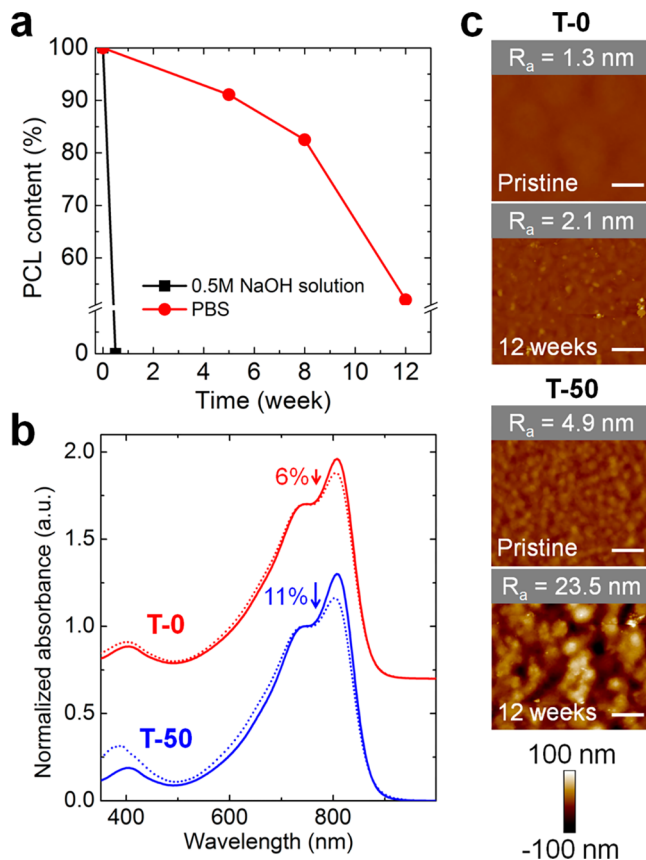 a
100
90
80
70
60
0
PCL content (%)
0.5M NaOH solution
PBS
0 2 4 6 8 10 12
Time (week)
b
2.0
1.5
1.0
0.5
0.0
Normalized absorbance (a.u.)
6%
T-0
11%
T-50
400 600 800
Wavelength (nm)
c
T-0
Ra = 1.3 nm
Pristine
Ra = 2.1 nm
12 weeks
T-50
Ra = 4.9 nm
Pristine
Ra = 23.5 nm
12 weeks
100 nm
-100 nm